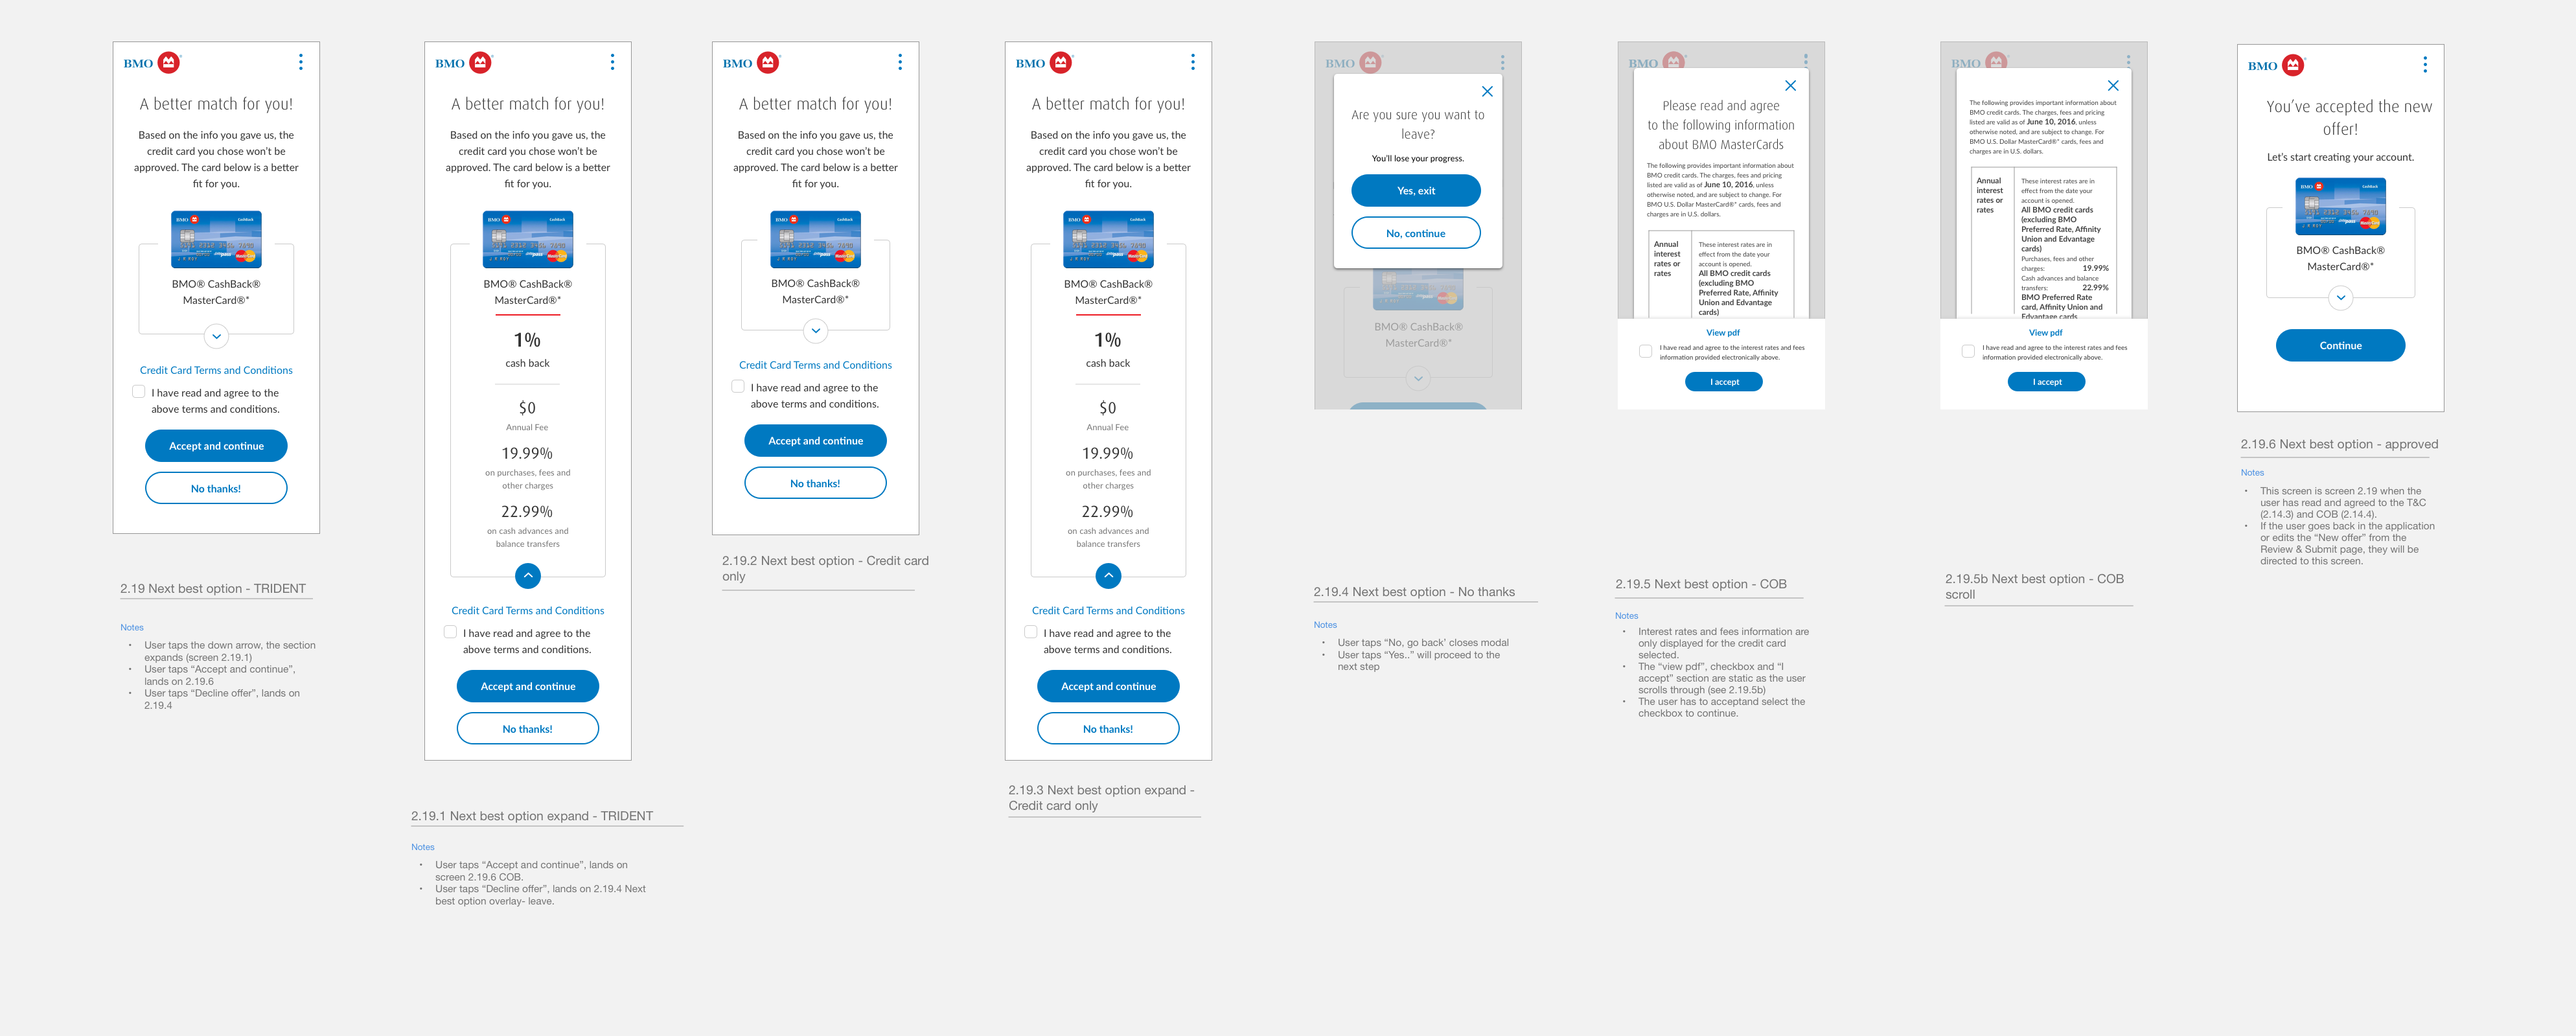 BMO
A better match for you!
Based on the info you gave us, the
credit card you chose won't be
approved. The card below is a better
fit for you.
BMO
CashBack
BMO® CashBack®
MasterCard®*
Credit Card Terms and Conditions
I have read and agree to the
above terms and conditions.
Accept and continue
No thanks!
2.19 Next best option - TRIDENT
Notes
• User taps the down arrow, the section
expands (screen 2.19.1)
• User taps “Accept and continue”,
lands on 2.19.6
• User taps “Decline offer”, lands on
2.19.4
BMO
A better match for you!
Based on the info you gave us, the
credit card you chose won't be
approved. The card below is a better
fit for you.
BMO
CashBack
BMO® CashBack®
MasterCard®*
1%
cash back
$0
Annual Fee
19.99%
on purchases, fees and
other charges
22.99%
on cash advances and
balance transfers
Credit Card Terms and Conditions
I have read and agree to the
above terms and conditions.
Accept and continue
No thanks!
2.19.1 Next best option expand - TRIDENT
Notes
• User taps “Accept and continue”, lands on
screen 2.19.6 COB.
• User taps “Decline offer”, lands on 2.19.4 Next
best option overlay- leave.
BMO
A better match for you!
Based on the info you gave us, the
credit card you chose won't be
approved. The card below is a better
fit for you.
BMO
CashBack
BMO® CashBack®
MasterCard®*
Credit Card Terms and Conditions
I have read and agree to the
above terms and conditions.
Accept and continue
No thanks!
2.19.2 Next best option - Credit card
only
BMO
A better match for you!
Based on the info you gave us, the
credit card you chose won't be
approved. The card below is a better
fit for you.
BMO
CashBack
BMO® CashBack®
MasterCard®*
1%
cash back
$0
Annual Fee
19.99%
on purchases, fees and
other charges
22.99%
on cash advances and
balance transfers
Credit Card Terms and Conditions
I have read and agree to the
above terms and conditions.
Accept and continue
No thanks!
2.19.3 Next best option expand -
Credit card only
BMO
Are you sure you want to
leave?
You'll lose your progress.
Yes, exit
No, continue
BMO® CashBack®
MasterCard®*
2.19.4 Next best option - No thanks
Notes
• User taps “No, go back’ closes modal
• User taps “Yes..” will proceed to the
next step
BMO
Please read and agree
to the following information
about BMO MasterCards
The following provides important information about
BMO credit cards. The charges, fees and pricing
listed are valid as of June 10, 2016, unless
otherwise noted, and are subject to change. For
BMO U.S. Dollar MasterCard®* cards, fees and
charges are in U.S. dollars.
Annual
interest
rates or
rates
These interest rates are in
effect from the date your
account is opened.
All BMO credit cards
(excluding BMO
Preferred Rate, Affinity
Union and Edvantage
cards)
View pdf
I have read and agree to the interest rates and fees
information provided electronically above.
I accept
2.19.5 Next best option - COB
Notes
• Interest rates and fees information are
only displayed for the credit card
selected.
• The “view pdf”, checkbox and “I
accept” section are static as the user
scrolls through (see 2.19.5b)
• The user has to acceptand select the
checkbox to continue.
BMO
The following provides important information about
BMO credit cards. The charges, fees and pricing
listed are valid as of June 10, 2016, unless
otherwise noted, and are subject to change. For
BMO U.S. Dollar MasterCard®* cards, fees and
charges are in U.S. dollars.
Annual
interest
rates or
rates
These interest rates are in
effect from the date your
account is opened.
All BMO credit cards
(excluding BMO
Preferred Rate, Affinity
Union and Edvantage
cards)
Purchases, fees and other
charges: 19.99%
Cash advances and balance
transfers: 22.99%
BMO Preferred Rate
card, Affinity Union and
Edvantage cards
View pdf
I have read and agree to the interest rates and fees
information provided electronically above.
I accept
2.19.5b Next best option - COB
scroll
BMO
You've accepted the new
offer!
Let's start creating your account.
BMO
CashBack
BMO® CashBack®
MasterCard®*
Continue
2.19.6 Next best option - approved
Notes
• This screen is screen 2.19 when the
user has read and agreed to the T&C
(2.14.3) and COB (2.14.4).
• If the user goes back in the application
or edits the “New offer” from the
Review & Submit page, they will be
directed to this screen.